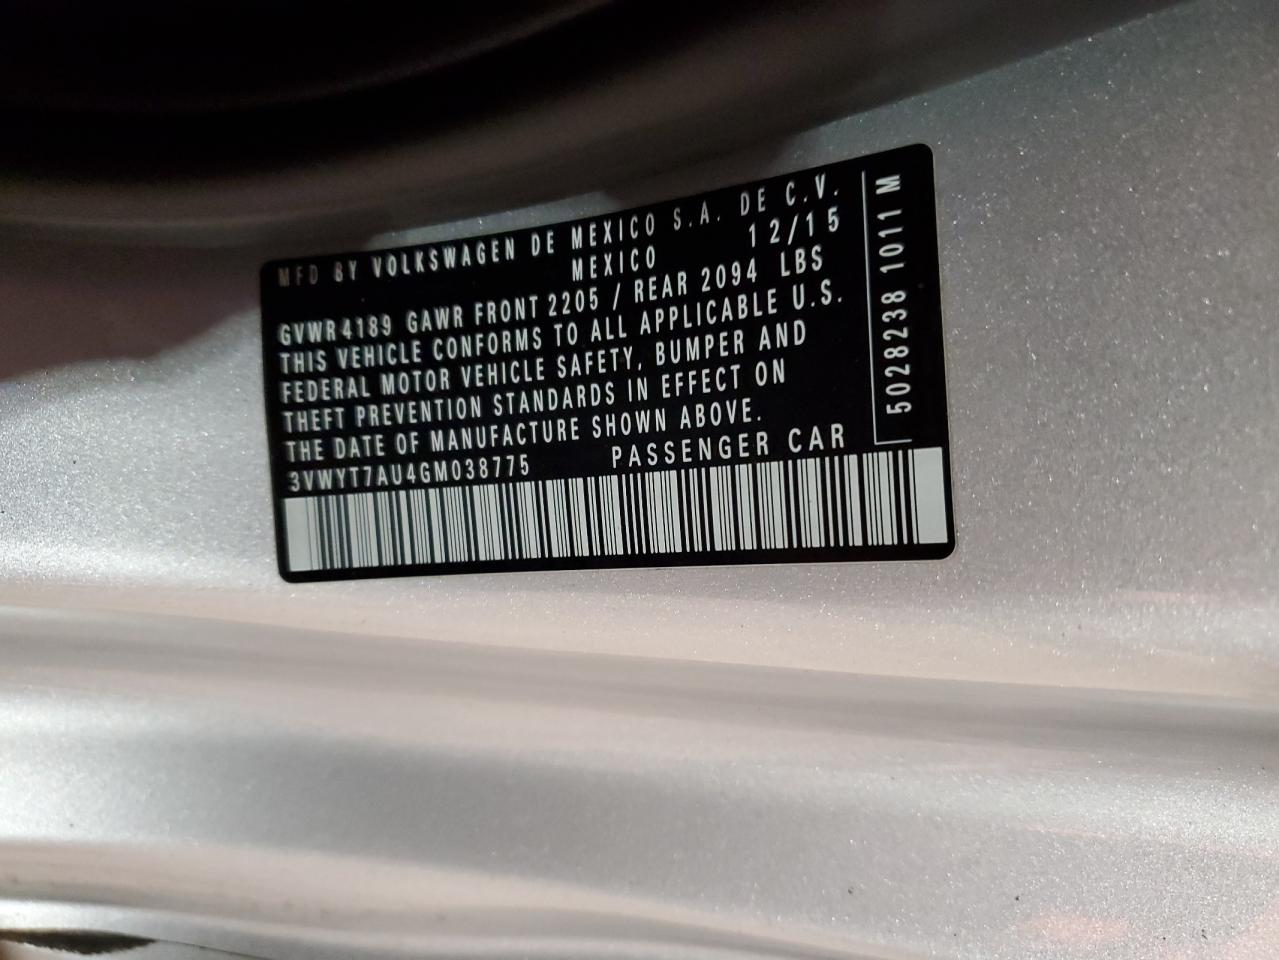 MFD BY VOLKSWAGEN DE MEXICO S.A. DE C.V.
MEXICO 12/15
GVWR 4189 GAWR FRONT 2205 / REAR 2094 LBS
THIS VEHICLE CONFORMS TO ALL APPLICABLE U.S.
FEDERAL MOTOR VEHICLE SAFETY, BUMPER AND
THEFT PREVENTION STANDARDS IN EFFECT ON
THE DATE OF MANUFACTURE SHOWN ABOVE.
3VWYT7AU4GM038775 PASSENGER CAR
5028238 1011 M